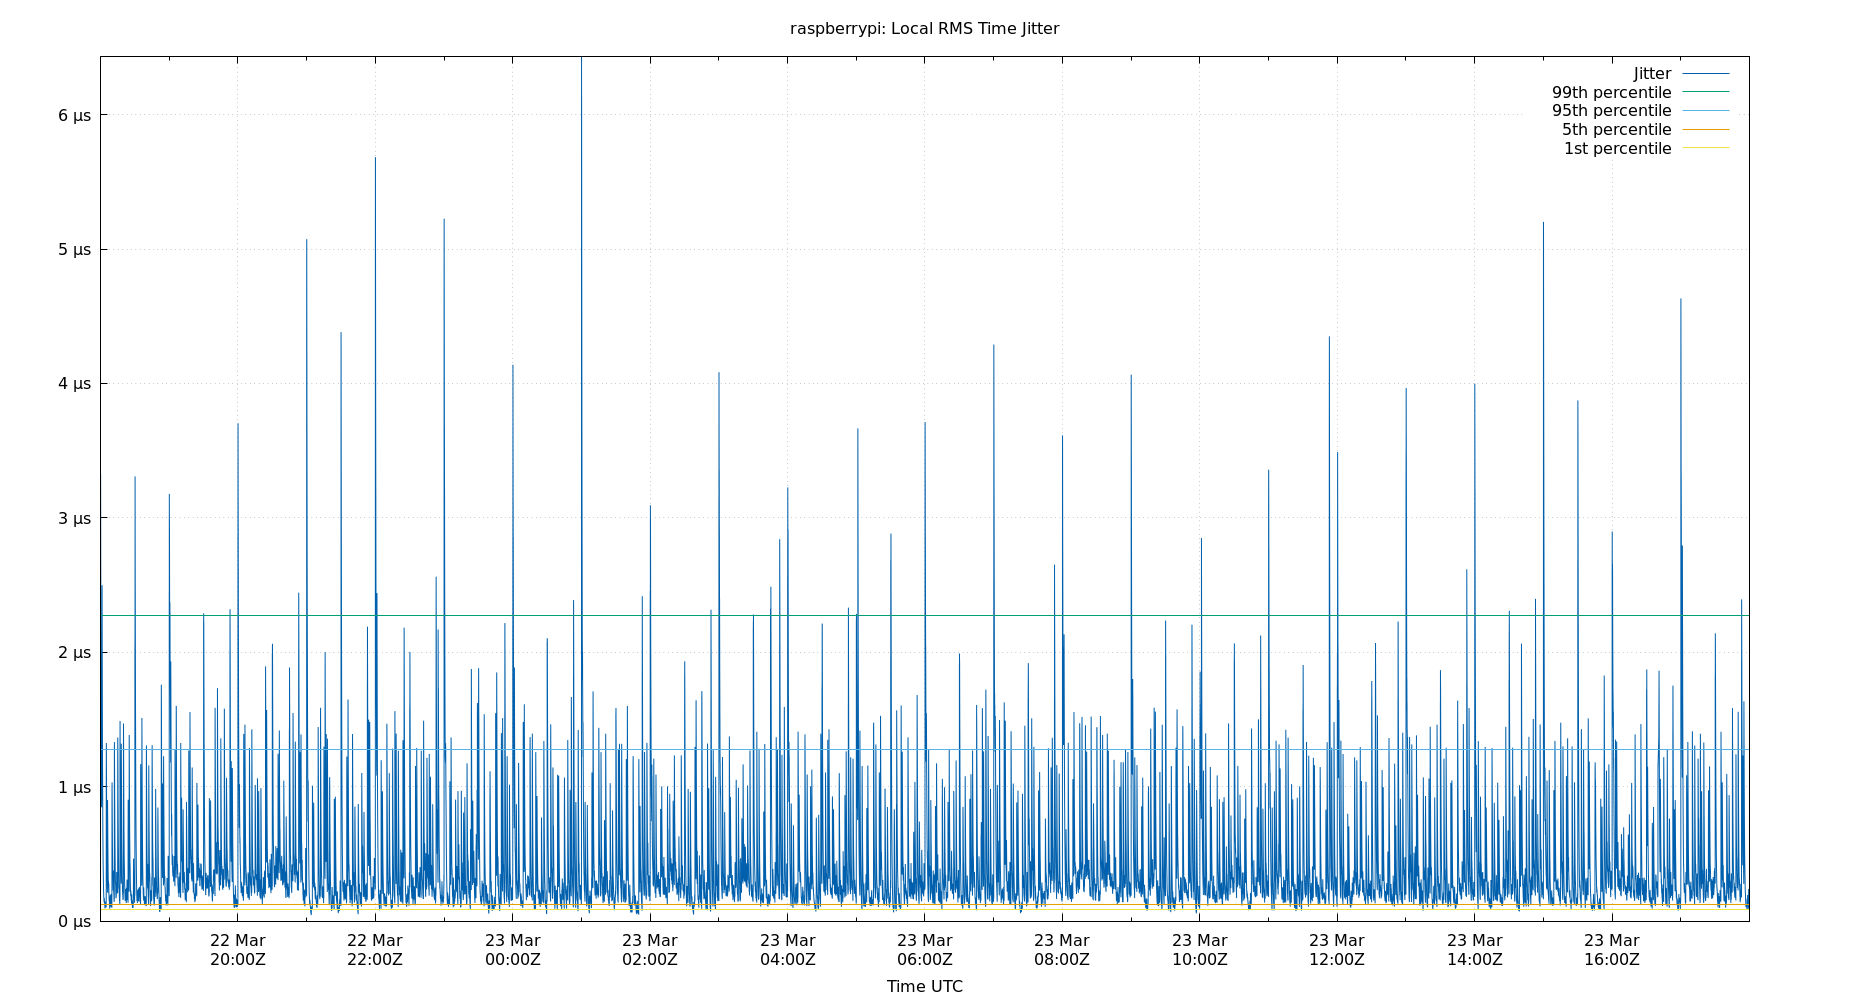 raspberrypi: Local RMS Time Jitter
Jitter
99th percentile
95th percentile
5th percentile
1st percentile
6 µs
5 µs
4 µs
3 µs
2 µs
1 µs
0 µs
22 Mar 22 Mar 23 Mar 23 Mar 23 Mar 23 Mar 23 Mar 23 Mar 23 Mar 23 Mar 23 Mar
20:00Z 22:00Z 00:00Z 02:00Z 04:00Z 06:00Z 08:00Z 10:00Z 12:00Z 14:00Z 16:00Z
Time UTC